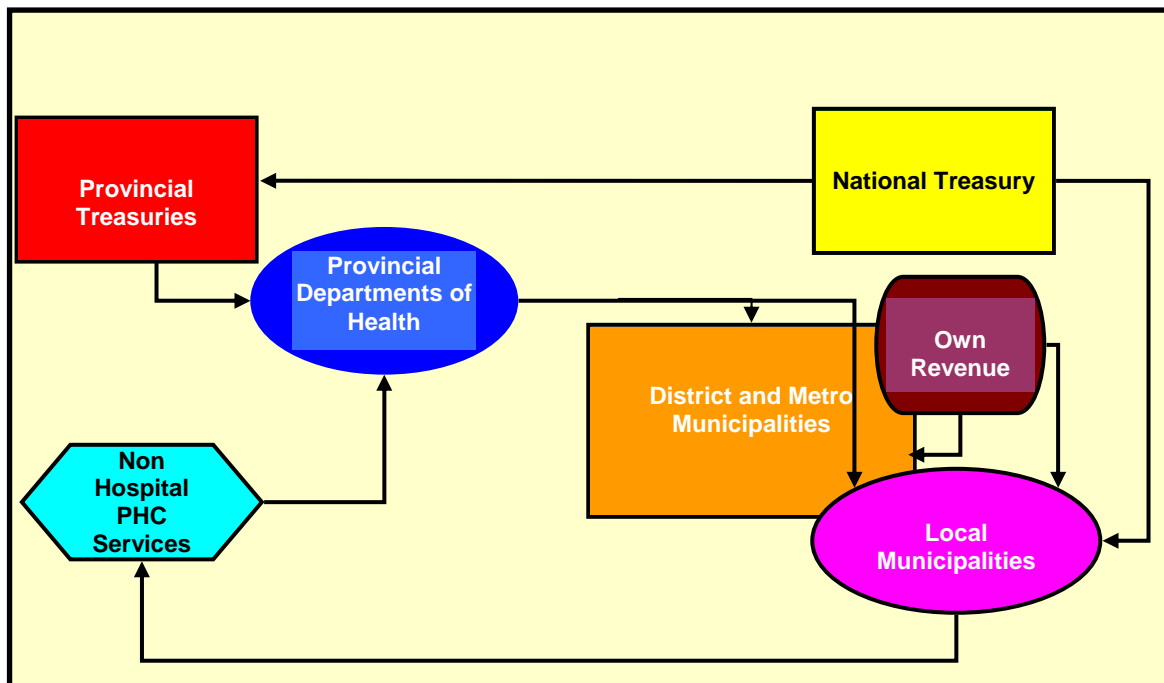 Provincial
Treasuries
National Treasury
Provincial
Departments of
Health
Own
Revenue
District and Metro
Municipalities
Non
Hospital
PHC
Services
Local
Municipalities